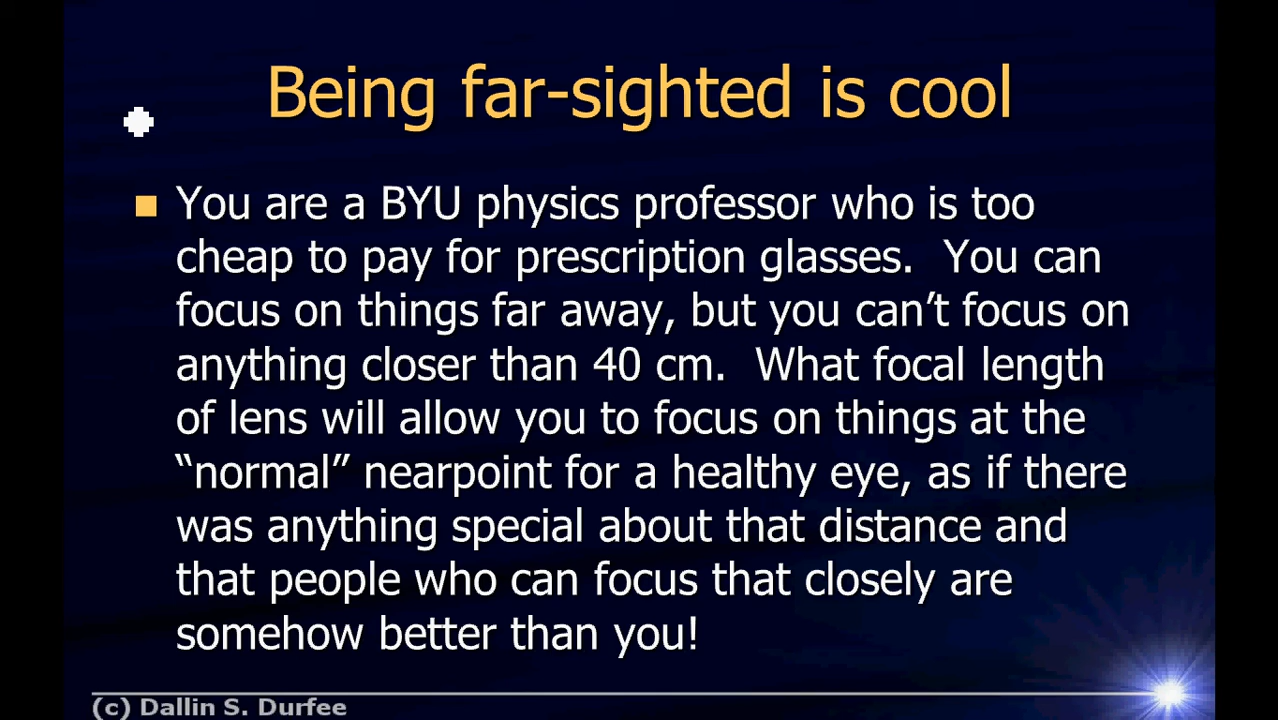 Being far-sighted is cool
You are a BYU physics professor who is too
cheap to pay for prescription glasses.  You can
focus on things far away, but you can’t focus on
anything closer than 40 cm.  What focal length
of lens will allow you to focus on things at the
“normal” nearpoint for a healthy eye, as if there
was anything special about that distance and
that people who can focus that closely are
somehow better than you!
(c) Dallin S. Durfee